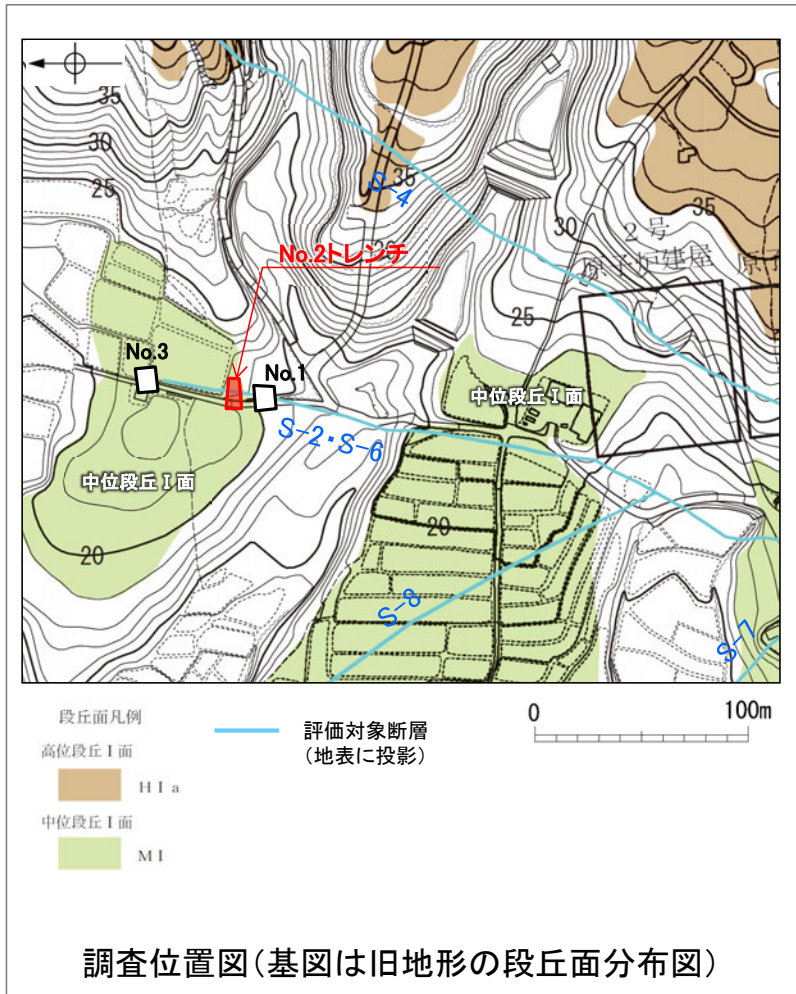 35
30
25
S-4
35
35
30
2号
原子炉建屋
原子
No.2トレンチ
25
No.3
No.1
中位段丘Ⅰ面
S-2・S-6
中位段丘Ⅰ面
20
20
S-8
S-7
段丘面凡例
高位段丘Ⅰ面
HⅠa
中位段丘Ⅰ面
MⅠ
評価対象断層
(地表に投影)
0 100m
調査位置図(基図は旧地形の段丘面分布図)